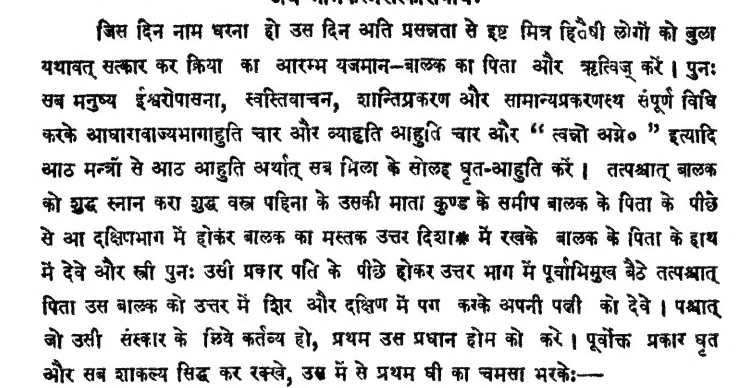 जिस दिन नाम धरना हो उस दिन अति प्रसन्नता से इष्ट मित्र हितैषी लोगों को बुला
यथावत् सत्कार कर क्रिया का आरम्भ यजमान–बालक का पिता और ऋत्विज् करें । पुनः
सब मनुष्य ईश्वरोपासना, स्वस्तिवाचन, शान्तिप्रकरण और सामान्यप्रकरणस्थ संपूर्ण विधि
करके आघारावाज्यभागाहुति चार और व्याहृति आहुति चार और “ त्वन्नो अग्ने० ” इत्यादि
आठ मन्त्रों से आठ आहुति अर्थात् सब मिला के सोलह घृत-आहुति करें । तत्पश्चात् बालक
को शुद्ध स्नान करा शुद्ध वस्त्र पहिना के उसकी माता कुण्ड के समीप बालक के पिता के पीछे
से आ दक्षिणभाग में होकर बालक का मस्तक उत्तर दिशा* में रखके बालक के पिता के हाथ
में देवे और स्त्री पुनः उसी प्रकार पति के पीछे होकर उत्तर भाग में पूर्वाभिमुख बैठे तत्पश्चात्
पिता उस बालक को उत्तर में शिर और दक्षिण में पग करके अपनी पत्नी को देवे । पश्चात्
जो उसी संस्कार के लिये कर्तव्य हो, प्रथम उस प्रधान होम को करे । पूर्वोक्त प्रकार घृत
और सब शाकल्य सिद्ध कर रक्खे, उस में से प्रथम घी का चमसा भरके:—